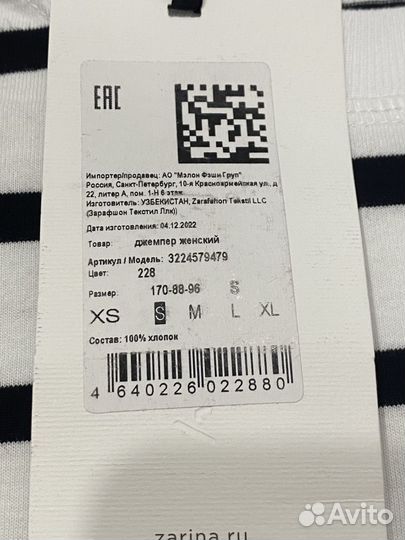 EAC
Импортер/продавец: АО "Мэлон Фэшн Груп"
Россия, Санкт-Петербург, 10-я Красноармейская ул., д
22, литер А, пом. 1-Н 6 этаж
Изготовитель: УЗБЕКИСТАН, Zarafshon Tekstil LLC
(Зарафшон Текстил Ллк))
Дата изготовления: 04.12.2022
Товар: джемпер женский
Артикул / Модель: 3224579479
Цвет: 228
Размер: 170-88-96 S
XS S M L XL
Состав: 100% хлопок
4 640226 022880
zarina.ru
Avito